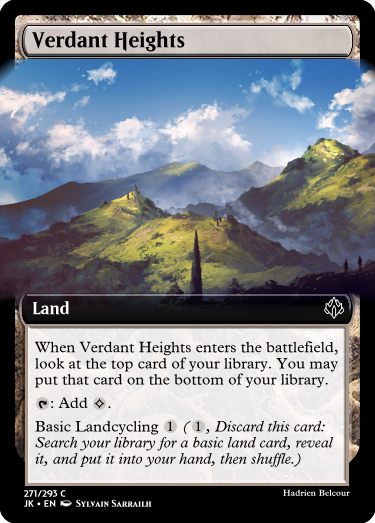 Verdant Heights
Land
When Verdant Heights enters the battlefield,
look at the top card of your library. You may
put that card on the bottom of your library.
: Add .
Basic Landcycling 1 (1, Discard this card:
Search your library for a basic land card, reveal
it, and put it into your hand, then shuffle.)
271/293 C
Hadrien Belcour
JK • EN Sylvain Sarrailh